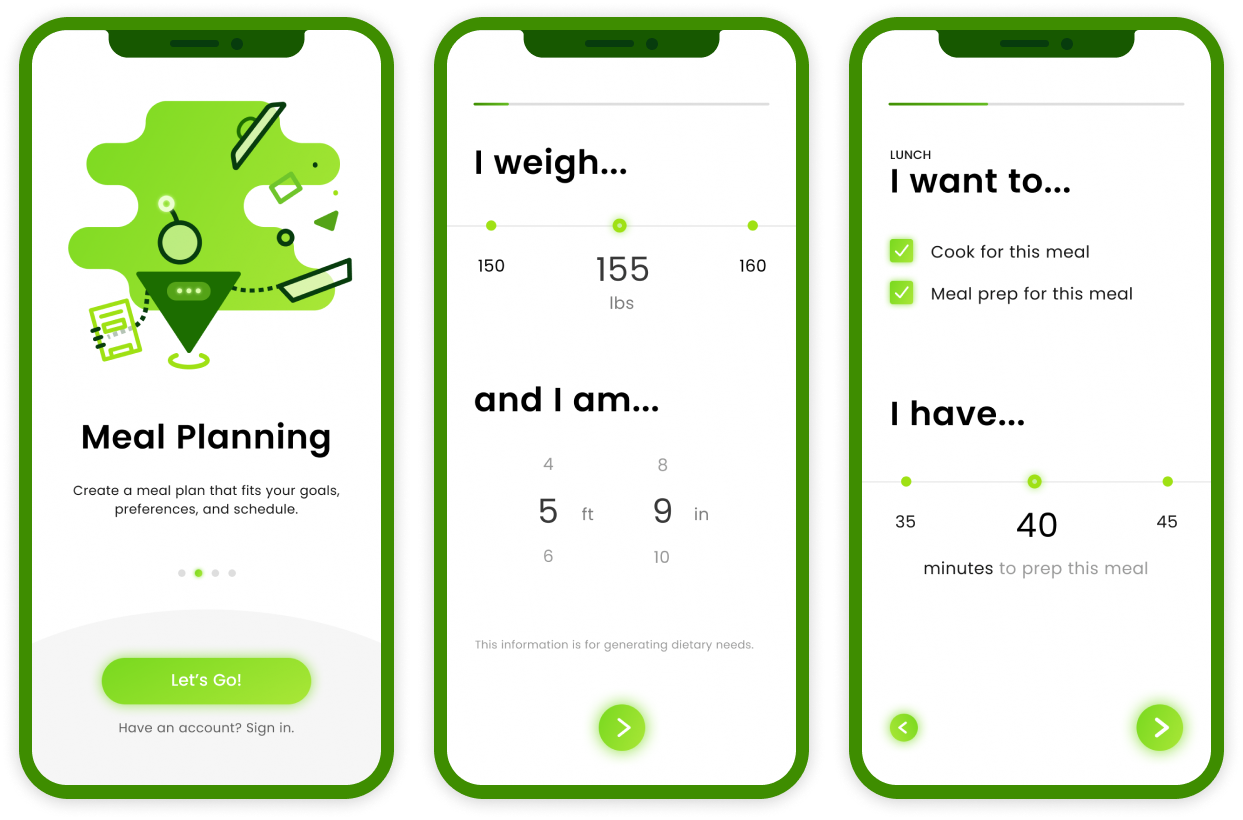 Meal Planning
Create a meal plan that fits your goals,
preferences, and schedule.
Let's Go!
Have an account? Sign in.
I weigh...
150 155 160
lbs
and I am...
4 8
5 ft 9 in
6 10
This information is for generating dietary needs.
LUNCH
I want to...
Cook for this meal
Meal prep for this meal
I have...
35 40 45
minutes to prep this meal